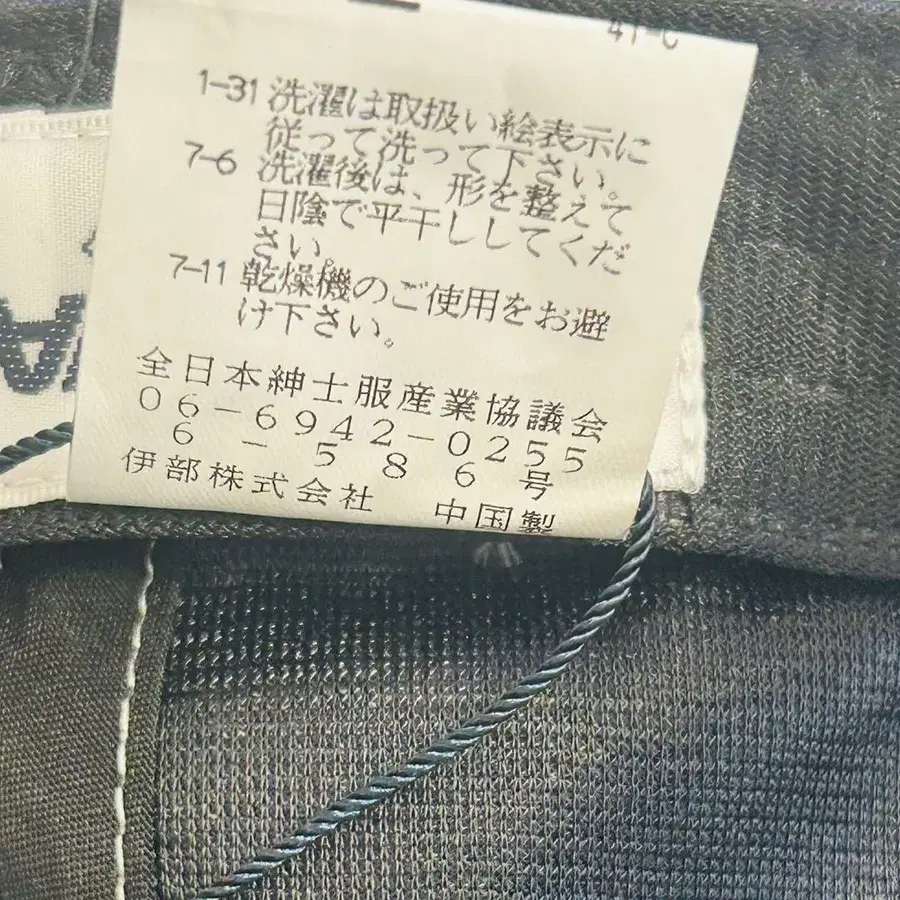 41-C
1-31 洗濯は取扱い絵表示に
従って洗って下さい。
7-6 洗濯後は、形を整えて
日陰で平干ししてくだ
さい。
7-11 乾燥機のご使用をお避
け下さい。
全日本紳士服産業協議会
06-6942-0255
6-586号
伊部株式会社 中国製